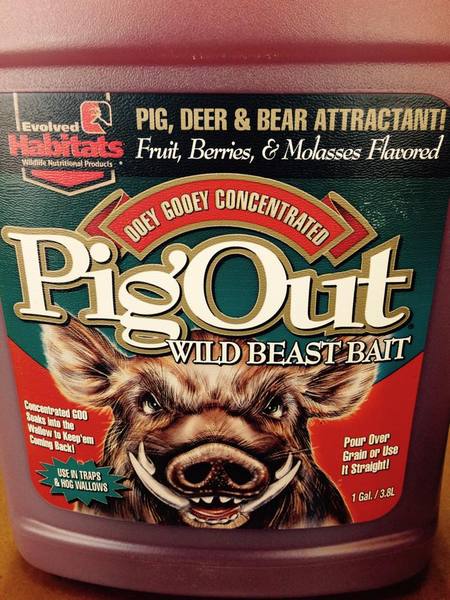 Evolved
Habitats
Wildlife Nutritional Products
PIG, DEER & BEAR ATTRACTANT!
Fruit, Berries, & Molasses Flavored
OOEY GOOEY CONCENTRATED
PigOut®
WILD BEAST BAIT
Concentrated GOO
Soaks into the
Wallow to Keep'em
Coming Back!
USE IN TRAPS
& HOG WALLOWS
Pour Over
Grain or Use
It Straight!
1 Gal. / 3.8L